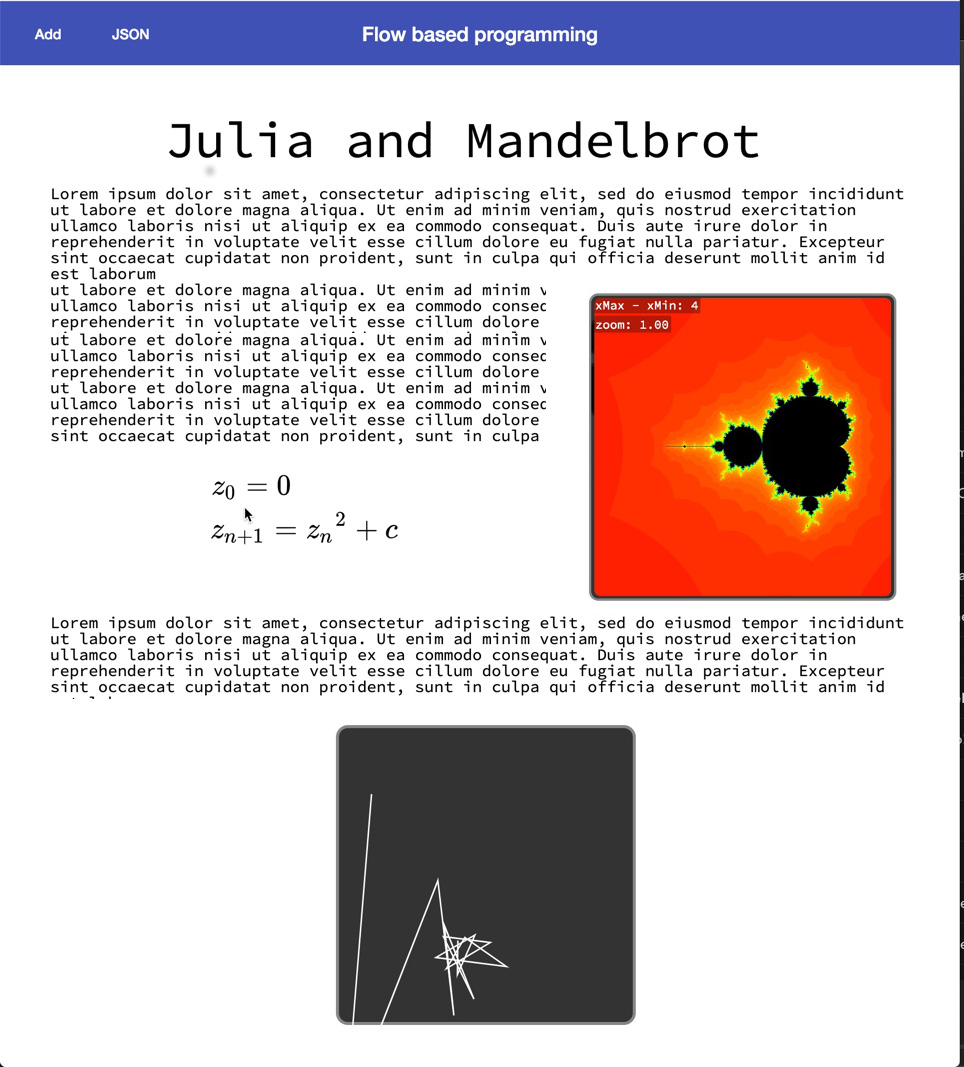 Add JSON Flow based programming
Julia and Mandelbrot
Lorem ipsum dolor sit amet, consectetur adipiscing elit, sed do eiusmod tempor incididunt
ut labore et dolore magna aliqua. Ut enim ad minim veniam, quis nostrud exercitation
ullamco laboris nisi ut aliquip ex ea commodo consequat. Duis aute irure dolor in
reprehenderit in voluptate velit esse cillum dolore eu fugiat nulla pariatur. Excepteur
sint occaecat cupidatat non proident, sunt in culpa qui officia deserunt mollit anim id
est laborum
ut labore et dolore magna aliqua. Ut enim ad minim
ullamco laboris nisi ut aliquip ex ea commodo consec
reprehenderit in voluptate velit esse cillum dolore
ut labore et dolore magna aliqua. Ut enim ad minim
ullamco laboris nisi ut aliquip ex ea commodo consec
reprehenderit in voluptate velit esse cillum dolore
ut labore et dolore magna aliqua. Ut enim ad minim
ullamco laboris nisi ut aliquip ex ea commodo consec
reprehenderit in voluptate velit esse cillum dolore
sint occaecat cupidatat non proident, sunt in culpa
xMax - xMin: 4
zoom: 1.00
z₀ = 0
zₙ₊₁ = zₙ² + c
Lorem ipsum dolor sit amet, consectetur adipiscing elit, sed do eiusmod tempor incididunt
ut labore et dolore magna aliqua. Ut enim ad minim veniam, quis nostrud exercitation
ullamco laboris nisi ut aliquip ex ea commodo consequat. Duis aute irure dolor in
reprehenderit in voluptate velit esse cillum dolore eu fugiat nulla pariatur. Excepteur
sint occaecat cupidatat non proident, sunt in culpa qui officia deserunt mollit anim id